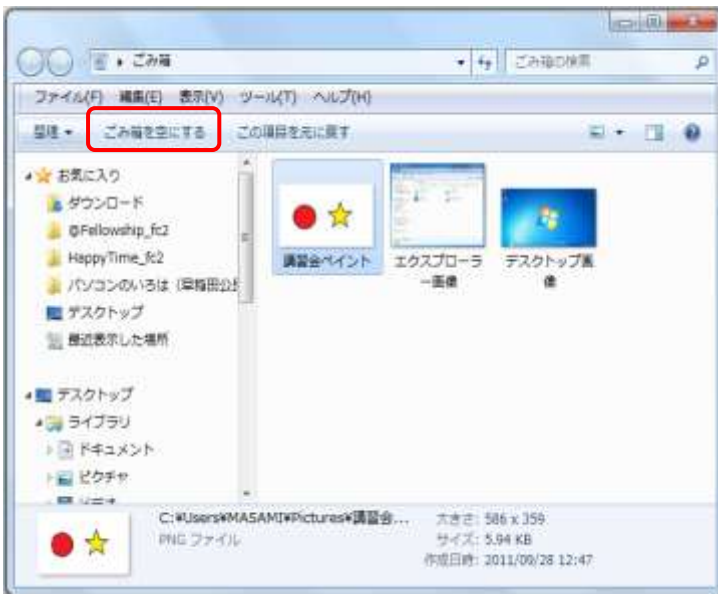 ごみ箱
ごみ箱の検索
ファイル(F) 編集(E) 表示(V) ツール(T) ヘルプ(H)
整理 ごみ箱を空にする この項目を元に戻す
お気に入り
ダウンロード
@Fellowship_fc2
HappyTime_fc2
パソコンのいろは（早稲田公
デスクトップ
最近表示した場所
デスクトップ
ライブラリ
ドキュメント
ピクチャ
ビデオ
講習会ペイント
エクスプローラ
ー画像
デスクトップ画
像
C:¥Users¥MASAMI¥Pictures¥講習会...
PNG ファイル
大きさ: 586 x 359
サイズ: 5.94 KB
作成日時: 2011/09/28 12:47